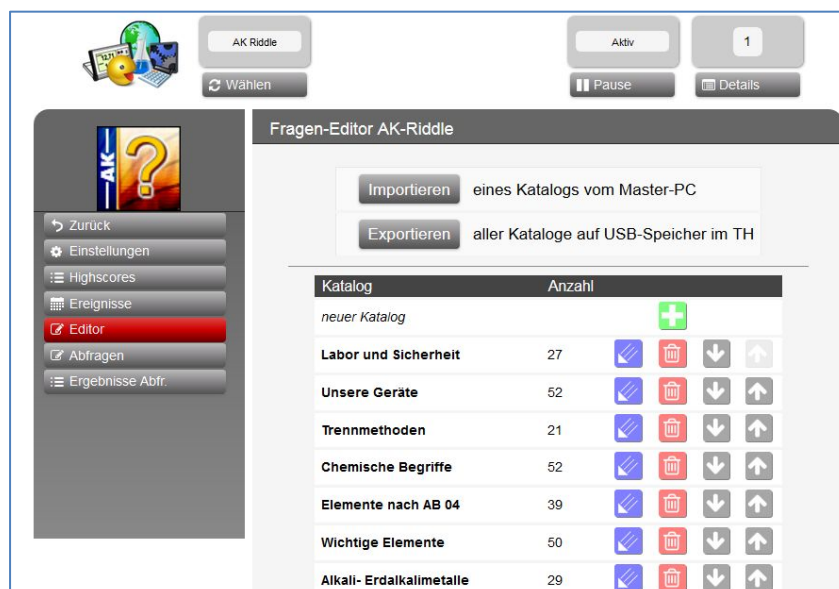 AK Riddle
Aktiv
1
Wählen
Pause
Details
AK
?
Zurück
Einstellungen
Highscores
Ereignisse
Editor
Abfragen
Ergebnisse Abfr.
Fragen-Editor AK-Riddle
Importieren eines Katalogs vom Master-PC
Exportieren aller Kataloge auf USB-Speicher im TH
Katalog Anzahl
neuer Katalog
Labor und Sicherheit 27
Unsere Geräte 52
Trennmethoden 21
Chemische Begriffe 52
Elemente nach AB 04 39
Wichtige Elemente 50
Alkali- Erdalkalimetalle 29